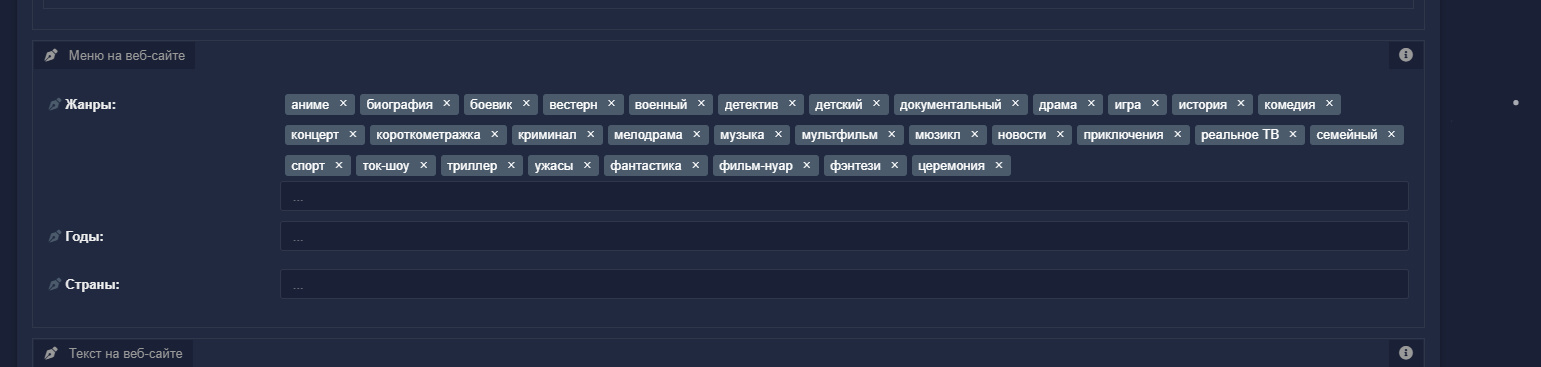 Меню на веб-сайте
Жанры:
аниме × биография × боевик × вестерн × военный × детектив × детский × документальный × драма × игра × история × комедия ×
концерт × короткометражка × криминал × мелодрама × музыка × мультфильм × мюзикл × новости × приключения × реальное ТВ × семейный ×
спорт × ток-шоу × триллер × ужасы × фантастика × фильм-нуар × фэнтези × церемония ×
...
Годы:
...
Страны:
...
Текст на веб-сайте